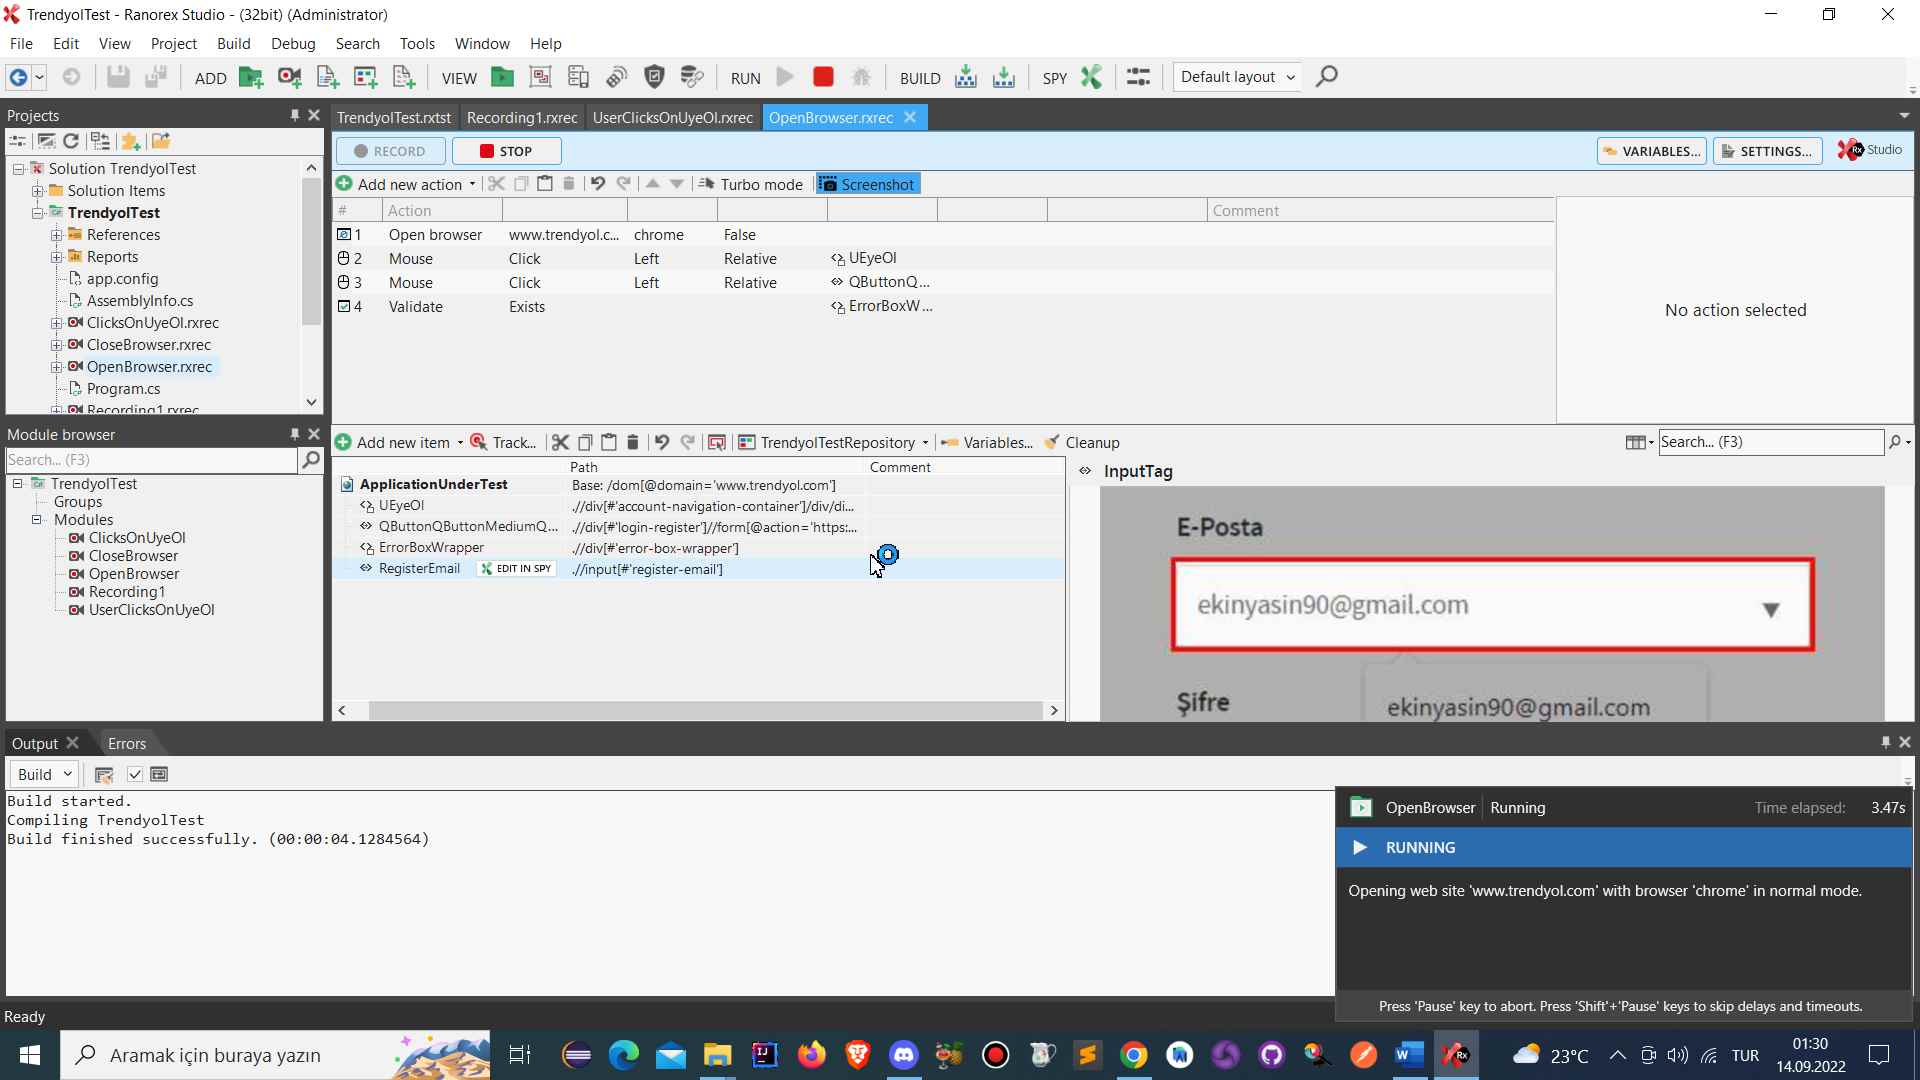 TrendyolTest - Ranorex Studio - (32bit) (Administrator)
File Edit View Project Build Debug Search Tools Window Help
ADD VIEW RUN BUILD SPY Default layout
Projects
Solution TrendyolTest
Solution Items
TrendyolTest
References
Reports
app.config
AssemblyInfo.cs
ClicksOnUyeOl.rxrec
CloseBrowser.rxrec
OpenBrowser.rxrec
Program.cs
Recording1.rxrec
TrendyolTest.rxtst Recording1.rxrec UserClicksOnUyeOl.rxrec OpenBrowser.rxrec
RECORD STOP VARIABLES... SETTINGS... Rx Studio
Add new action Turbo mode Screenshot
# Action Comment
1 Open browser www.trendyol.c... chrome False
2 Mouse Click Left Relative UEyeOl
3 Mouse Click Left Relative QButtonQ...
4 Validate Exists ErrorBoxW...
No action selected
Module browser
Search... (F3)
TrendyolTest
Groups
Modules
ClicksOnUyeOl
CloseBrowser
OpenBrowser
Recording1
UserClicksOnUyeOl
Add new item Track... TrendyolTestRepository Variables... Cleanup Search... (F3)
Path Comment
ApplicationUnderTest Base: /dom[@domain='www.trendyol.com']
UEyeOl .//div[#'account-navigation-container']/div/di...
QButtonQButtonMediumQ... .//div[#'login-register']//form[@action='https:...
ErrorBoxWrapper .//div[#'error-box-wrapper']
RegisterEmail EDIT IN SPY .//input[#'register-email']
InputTag
E-Posta
ekinyasin90@gmail.com
Şifre
ekinyasin90@gmail.com
Output Errors
Build
Build started.
Compiling TrendyolTest
Build finished successfully. (00:00:04.1284564)
OpenBrowser Running Time elapsed: 3.47s
RUNNING
Opening web site 'www.trendyol.com' with browser 'chrome' in normal mode.
Press 'Pause' key to abort. Press 'Shift'+'Pause' keys to skip delays and timeouts.
Ready
Aramak için buraya yazın
23°C TUR
01:30
14.09.2022